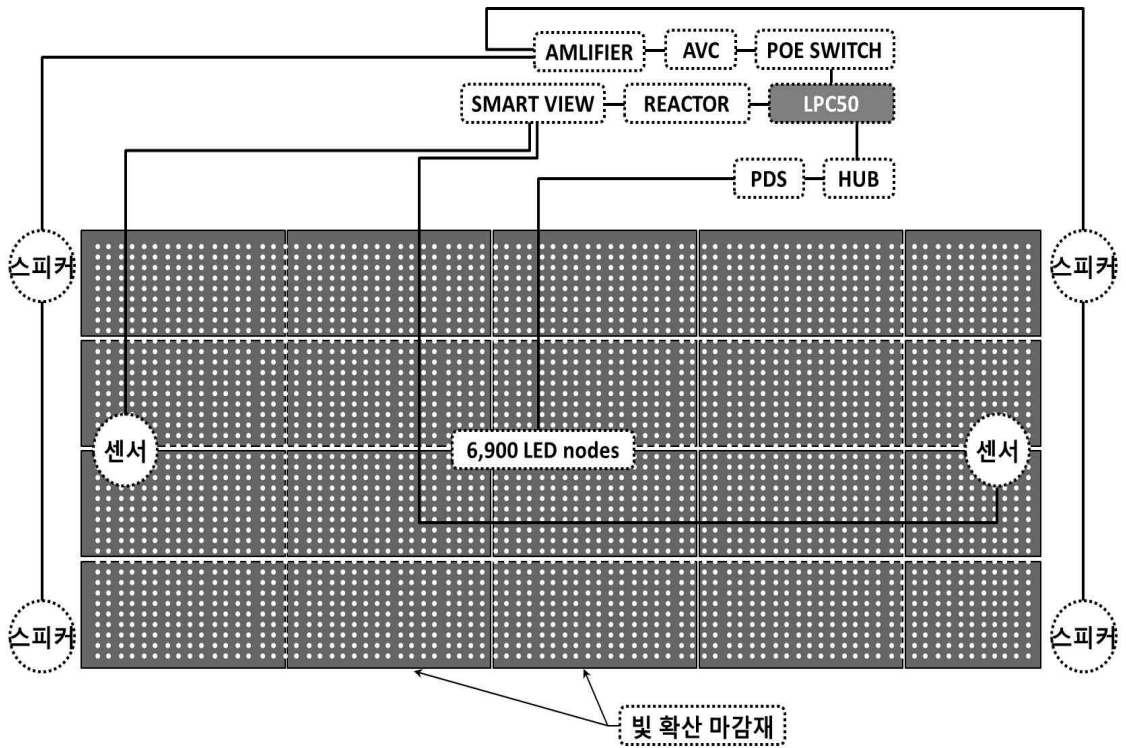 AMLIFIER
AVC
POE SWITCH
SMART VIEW
REACTOR
LPC50
PDS
HUB
스피커
스피커
센서
6,900 LED nodes
센서
스피커
스피커
빛 확산 마감재